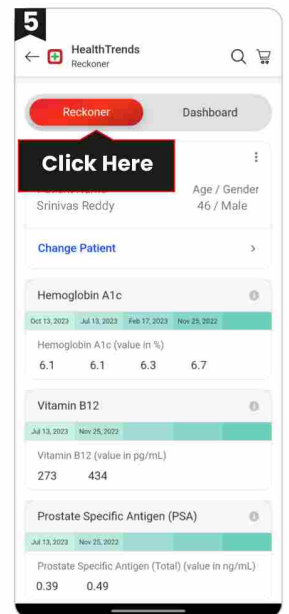 5
HealthTrends
Reckoner
Reckoner Dashboard
Click Here
Age / Gender
Srinivas Reddy 46 / Male
Change Patient
Hemoglobin A1c
Oct 13, 2023 Jul 13, 2023 Feb 17, 2023 Nov 25, 2022
Hemoglobin A1c (value in %)
6.1 6.1 6.3 6.7
Vitamin B12
Jul 13, 2023 Nov 25, 2022
Vitamin B12 (value in pg/mL)
273 434
Prostate Specific Antigen (PSA)
Jul 13, 2023 Nov 25, 2022
Prostate Specific Antigen (Total) (value in ng/mL)
0.39 0.49